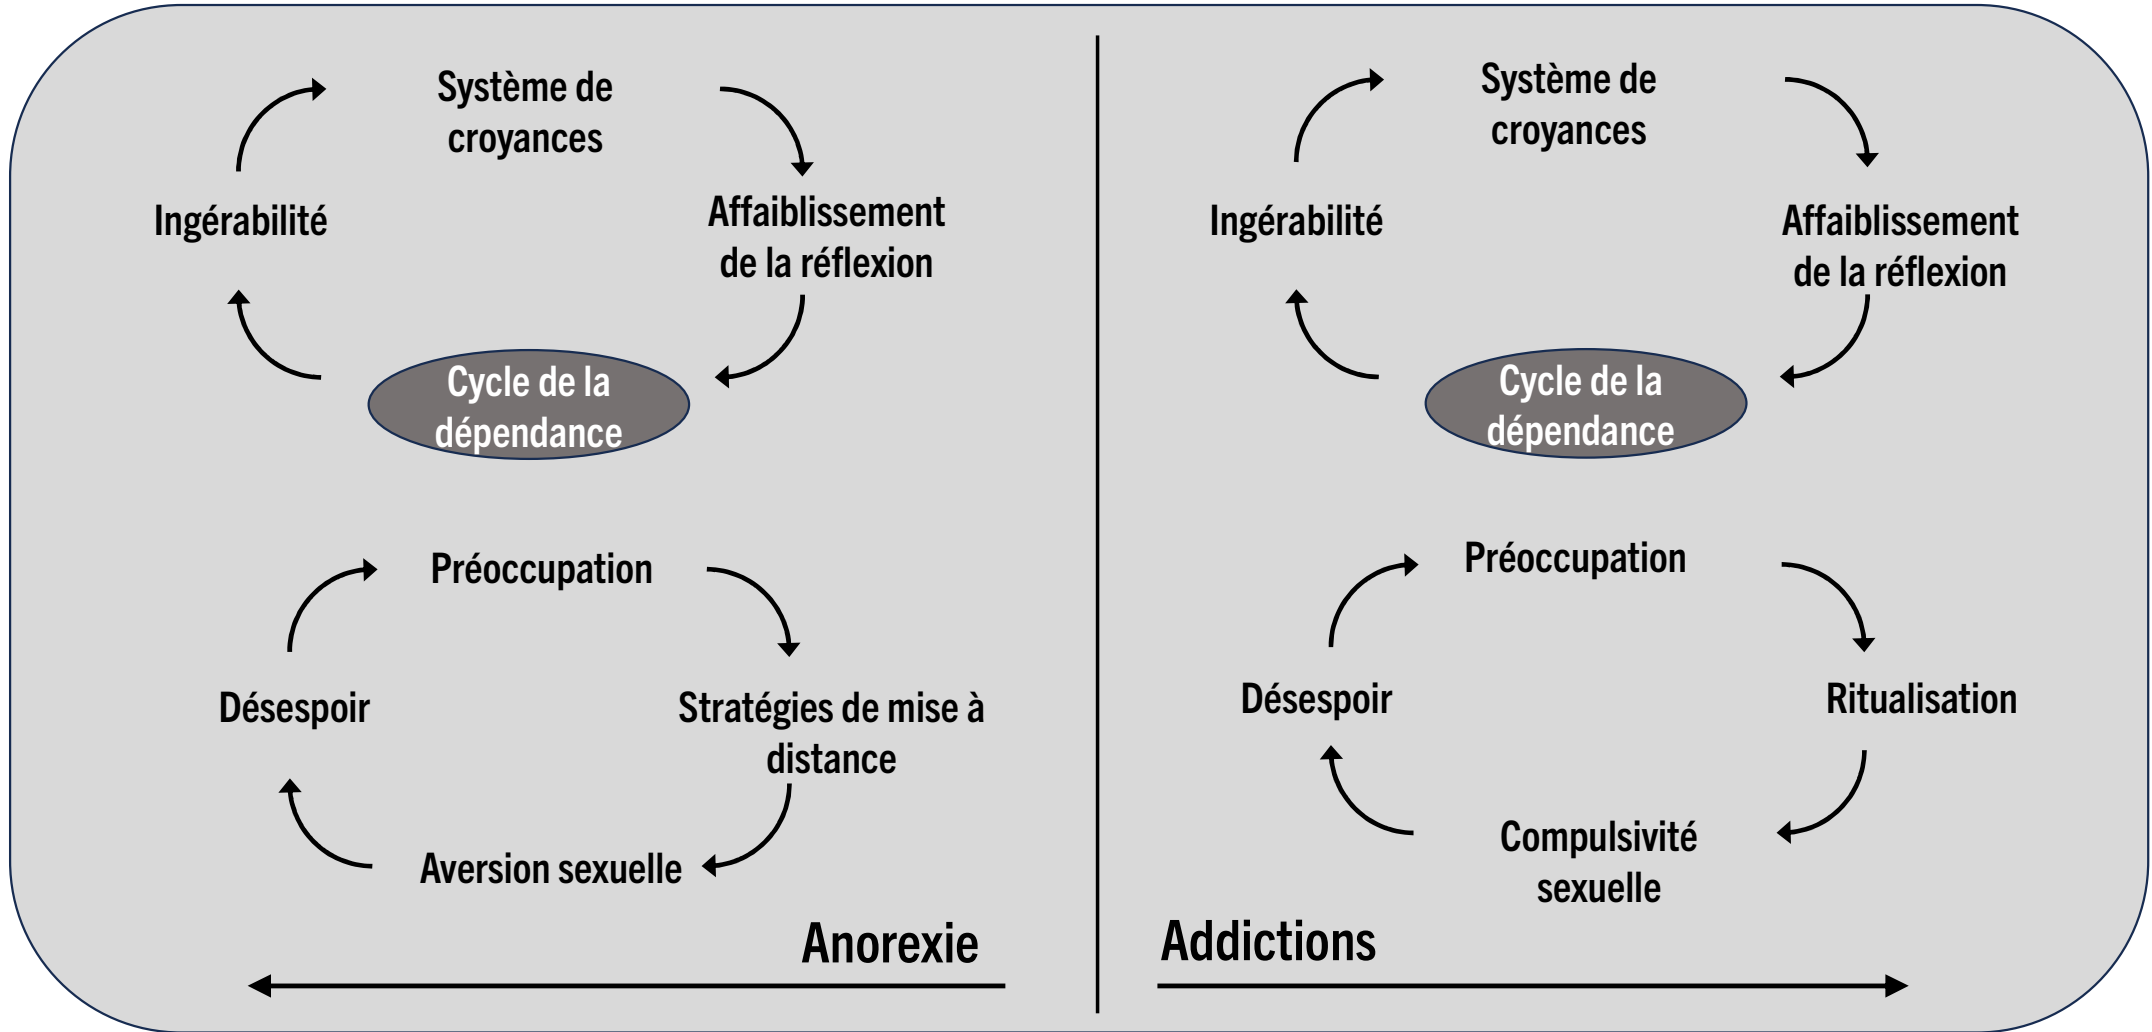 Système de
croyances
Ingérabilité
Affaiblissement
de la réflexion
Cycle de la
dépendance
Préoccupation
Désespoir
Stratégies de mise à
distance
Aversion sexuelle
Anorexie
Système de
croyances
Ingérabilité
Affaiblissement
de la réflexion
Cycle de la
dépendance
Préoccupation
Désespoir
Ritualisation
Compulsivité
sexuelle
Addictions